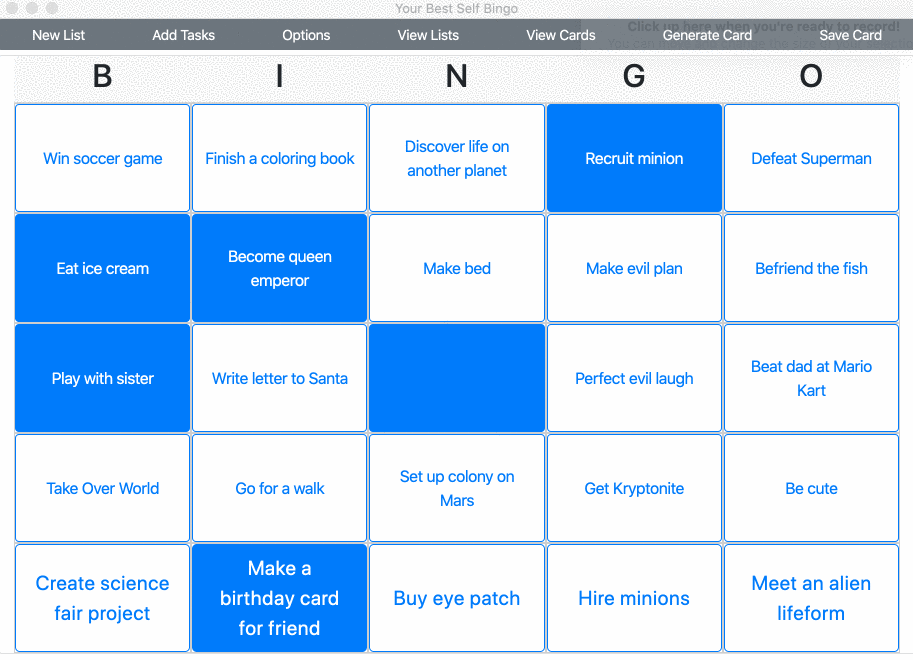 Your Best Self Bingo
Click up here when you're ready to record!
New List Add Tasks Options View Lists View Cards Generate Card Save Card
B I N G O
Win soccer game
Finish a coloring book
Discover life on
another planet
Recruit minion
Defeat Superman
Eat ice cream
Become queen
emperor
Make bed
Make evil plan
Befriend the fish
Play with sister
Write letter to Santa
Perfect evil laugh
Beat dad at Mario
Kart
Take Over World
Go for a walk
Set up colony on
Mars
Get Kryptonite
Be cute
Create science
fair project
Make a
birthday card
for friend
Buy eye patch
Hire minions
Meet an alien
lifeform